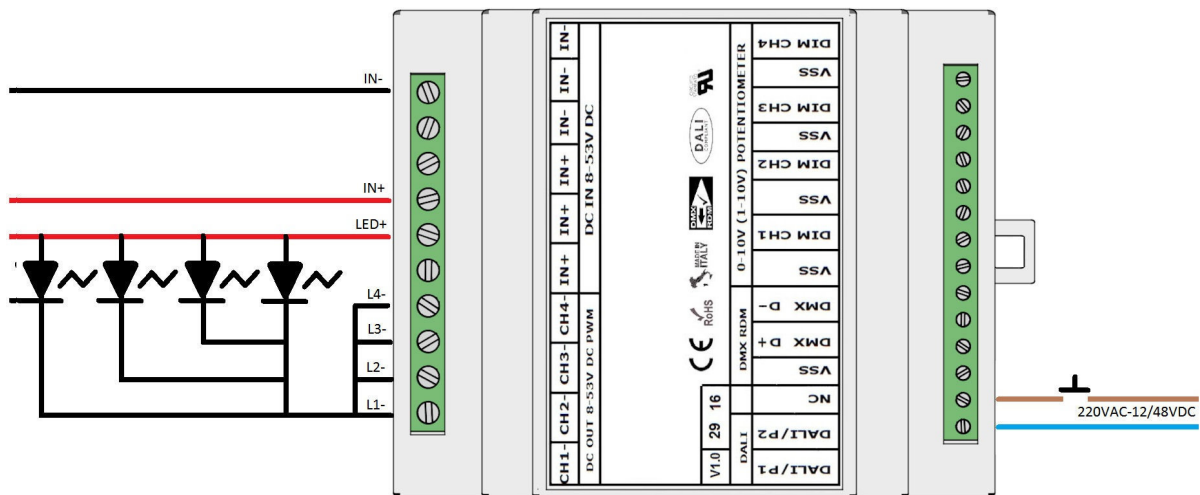 IN-
IN+
LED+
L4-
L3-
L2-
L1-
IN-
IN-
IN-
IN+
IN+
IN+
CH4-
CH3-
CH2-
CH1-
DC IN 8-53V DC
DC OUT 8-53V DC PWM
DALI
COMPLIANT
DMX
RDM
MADE IN
ITALY
RoHS
CE
V1.0
29
16
0-10V (1-10V) POTENTIOMETER
DMX RDM
DALI
DIM CH4
VSS
DIM CH3
VSS
DIM CH2
VSS
DIM CH1
VSS
DMX D-
DMX D+
VSS
NC
DALI/P2
DALI/P1
220VAC-12/48VDC